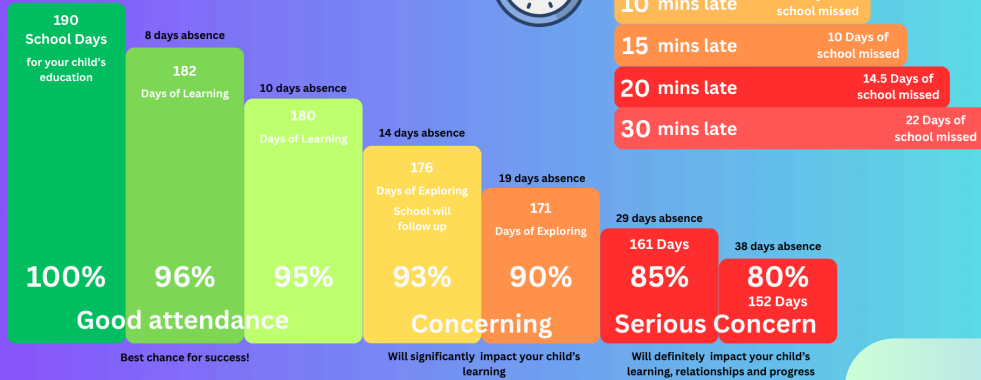 190
School Days
for your child's
education
100%
8 days absence
182
Days of Learning
96%
10 days absence
180
Days of Learning
95%
Good attendance
Best chance for success!
14 days absence
176
Days of Exploring
School will
follow up
93%
19 days absence
171
Days of Exploring
90%
Concerning
Will significantly impact your child's
learning
29 days absence
161 Days
85%
38 days absence
80%
152 Days
Serious Concern
Will definitely impact your child's
learning, relationships and progress
10 mins late
school missed
15 mins late
10 Days of
school missed
20 mins late
14.5 Days of
school missed
30 mins late
22 Days of
school missed